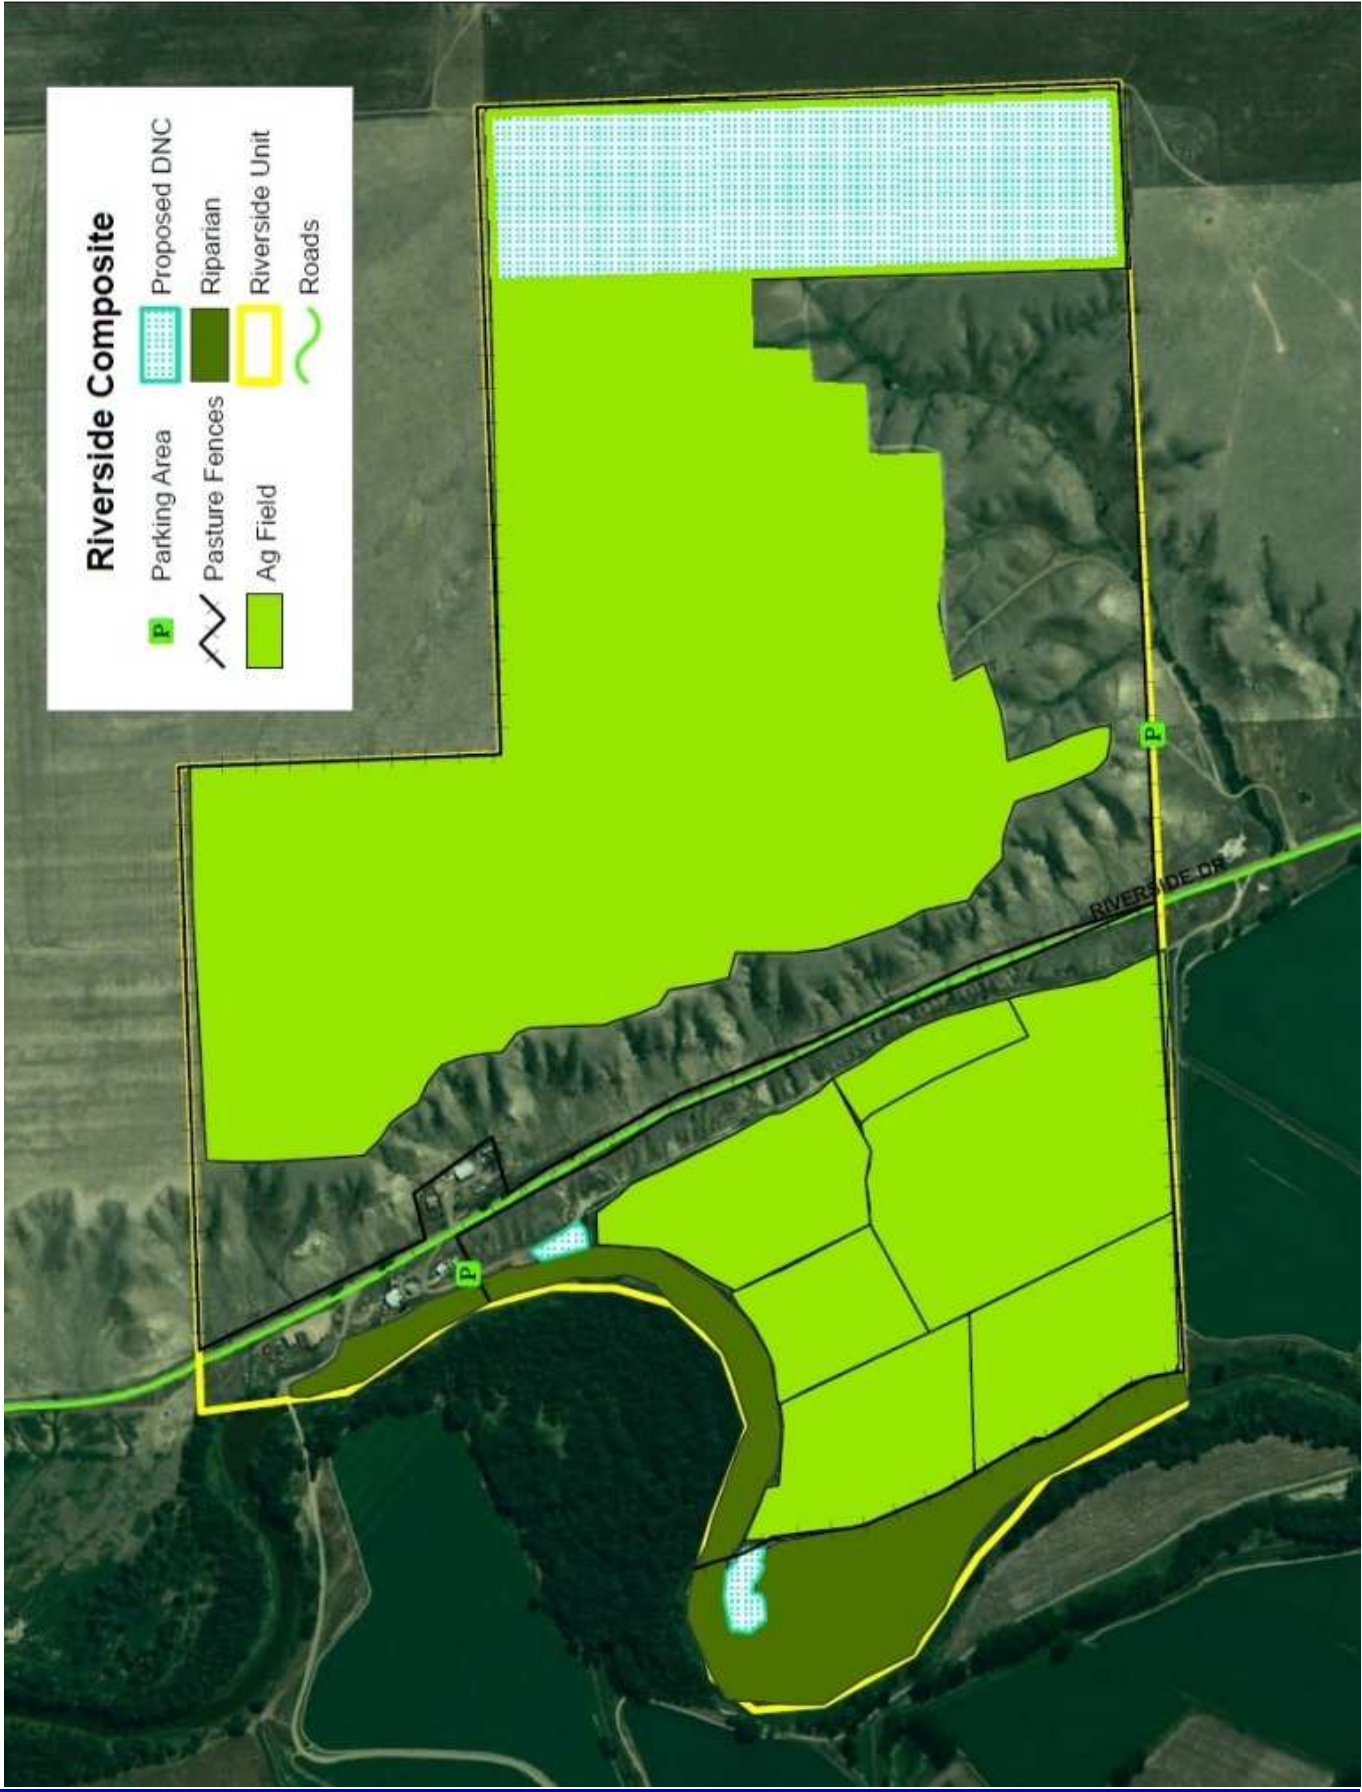 Riverside Composite
P Parking Area
Pasture Fences
Ag Field
Proposed DNC
Riparian
Riverside Unit
Roads
P
P
RIVERSIDE DR